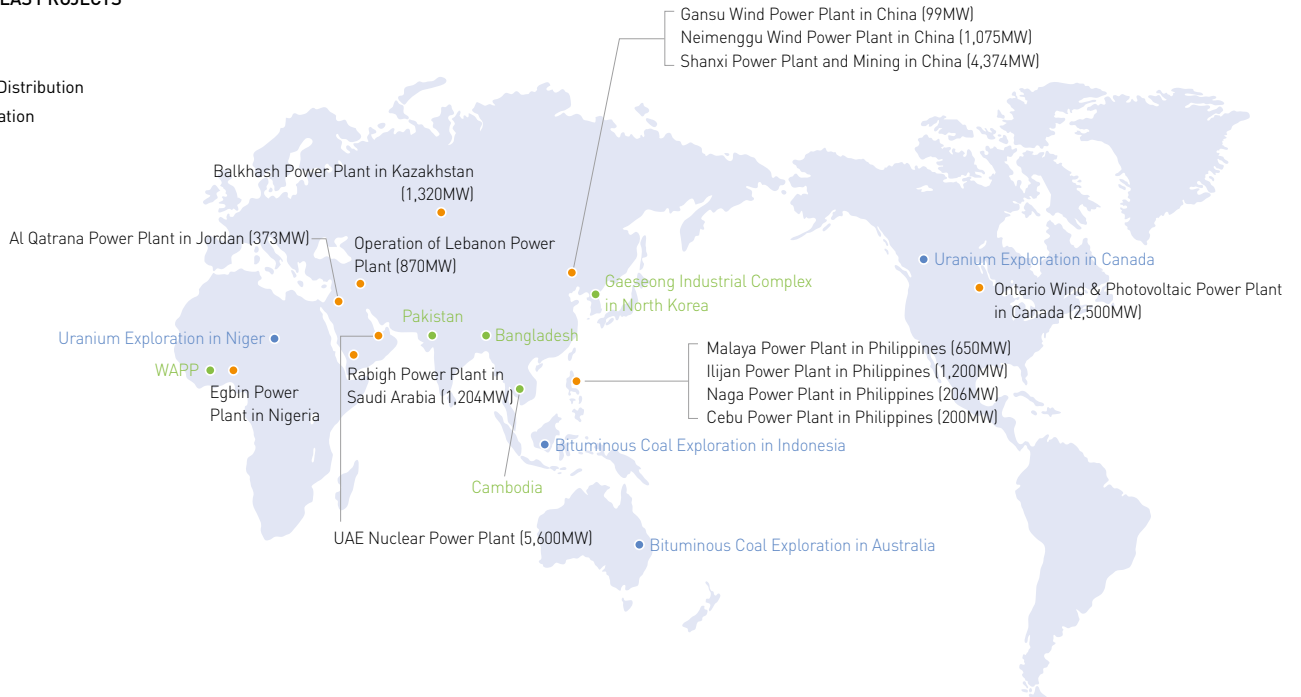 Gansu Wind Power Plant in China (99MW)
Neimenggu Wind Power Plant in China (1,075MW)
Shanxi Power Plant and Mining in China (4,374MW)
Distribution
Balkhash Power Plant in Kazakhstan
(1,320MW)
Al Qatrana Power Plant in Jordan (373MW)
Operation of Lebanon Power
Plant (870MW)
Uranium Exploration in Canada
Gaeseong Industrial Complex
in North Korea
Ontario Wind & Photovoltaic Power Plant
in Canada (2,500MW)
Pakistan
Bangladesh
Uranium Exploration in Niger
WAPP
Egbin Power
Plant in Nigeria
Rabigh Power Plant in
Saudi Arabia (1,204MW)
Malaya Power Plant in Philippines (650MW)
Ilijan Power Plant in Philippines (1,200MW)
Naga Power Plant in Philippines (206MW)
Cebu Power Plant in Philippines (200MW)
Bituminous Coal Exploration in Indonesia
Cambodia
UAE Nuclear Power Plant (5,600MW)
Bituminous Coal Exploration in Australia